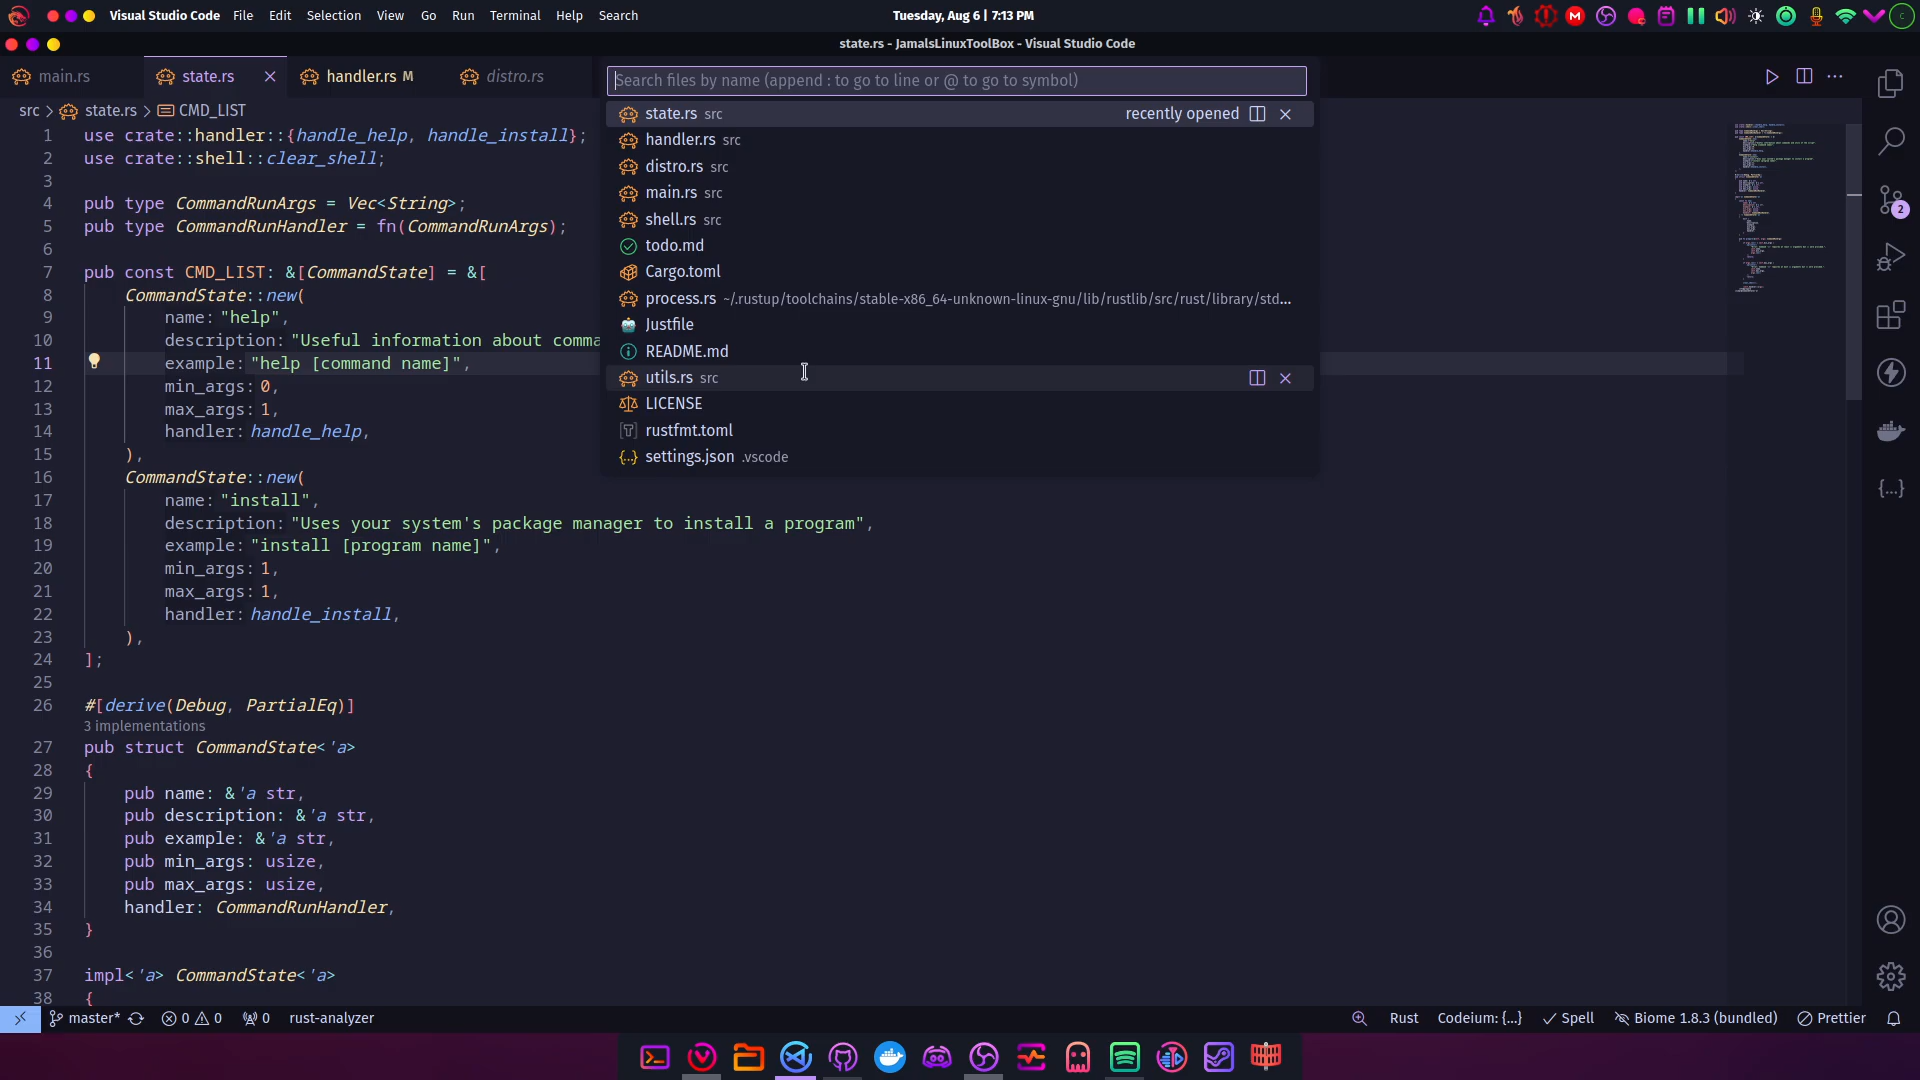 Visual Studio Code File Edit Selection View Go Run Terminal Help Search
Tuesday, Aug 6 | 7:13 PM
state.rs - JamalsLinuxToolBox - Visual Studio Code
main.rs
state.rs
handler.rs M
distro.rs
Search files by name (append : to go to line or @ to go to symbol)
state.rs src recently opened
handler.rs src
distro.rs src
main.rs src
shell.rs src
todo.md
Cargo.toml
process.rs ~/.rustup/toolchains/stable-x86_64-unknown-linux-gnu/lib/rustlib/src/rust/library/std...
Justfile
README.md
utils.rs src
LICENSE
rustfmt.toml
settings.json .vscode
src > state.rs > CMD_LIST
1 use crate::handler::{handle_help, handle_install};
2 use crate::shell::clear_shell;
3
4 pub type CommandRunArgs = Vec<String>;
5 pub type CommandRunHandler = fn(CommandRunArgs);
6
7 pub const CMD_LIST: &[CommandState] = &[
8 CommandState::new(
9 name: "help",
10 description: "Useful information about comma
11 example: "help [command name]",
12 min_args: 0,
13 max_args: 1,
14 handler: handle_help,
15 ),
16 CommandState::new(
17 name: "install",
18 description: "Uses your system's package manager to install a program",
19 example: "install [program name]",
20 min_args: 1,
21 max_args: 1,
22 handler: handle_install,
23 ),
24 ];
25
26 #[derive(Debug, PartialEq)]
3 implementations
27 pub struct CommandState<'a>
28 {
29 pub name: &'a str,
30 pub description: &'a str,
31 pub example: &'a str,
32 pub min_args: usize,
33 pub max_args: usize,
34 handler: CommandRunHandler,
35 }
36
37 impl<'a> CommandState<'a>
38 {
2
master* 0 0 0 rust-analyzer
Rust Codeium: {...} Spell Biome 1.8.3 (bundled) Prettier